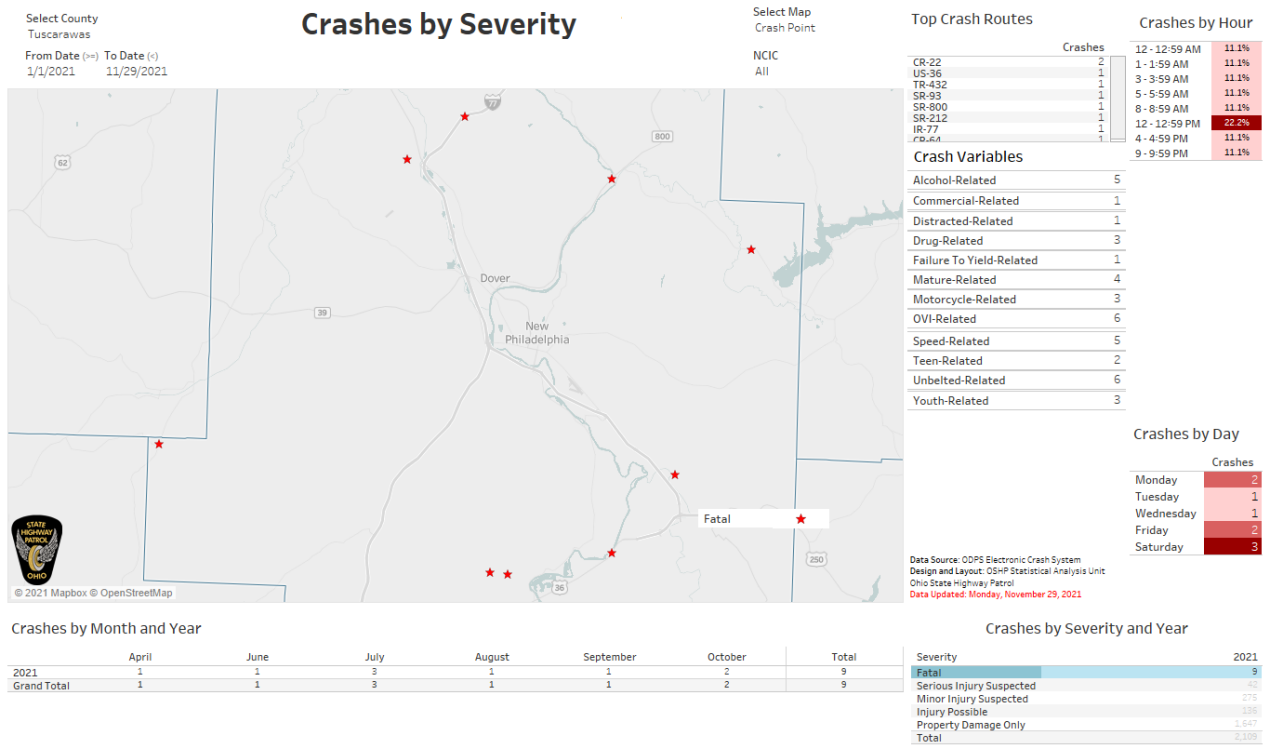 Select County
Tuscarawas
From Date (>=) To Date (<)
1/1/2021 11/29/2021
Crashes by Severity
Select Map
Crash Point
NCIC
All
77
800
62
Dover
39
New
Philadelphia
250
36
Fatal
STATE
HIGHWAY
PATROL
OHIO
© 2021 Mapbox © OpenStreetMap
Top Crash Routes
Crashes
CR-22 2
US-36 1
TR-432 1
SR-93 1
SR-800 1
SR-212 1
IR-77 1
CR-64 1
Crash Variables
Alcohol-Related 5
Commercial-Related 1
Distracted-Related 1
Drug-Related 3
Failure To Yield-Related 1
Mature-Related 4
Motorcycle-Related 3
OVI-Related 6
Speed-Related 5
Teen-Related 2
Unbelted-Related 6
Youth-Related 3
Crashes by Hour
12 - 12:59 AM 11.1%
1 - 1:59 AM 11.1%
3 - 3:59 AM 11.1%
5 - 5:59 AM 11.1%
8 - 8:59 AM 11.1%
12 - 12:59 PM 22.2%
4 - 4:59 PM 11.1%
9 - 9:59 PM 11.1%
Crashes by Day
Crashes
Monday 2
Tuesday 1
Wednesday 1
Friday 2
Saturday 3
Data Source: ODPS Electronic Crash System
Design and Layout: OSHP Statistical Analysis Unit
Ohio State Highway Patrol
Data Updated: Monday, November 29, 2021
Crashes by Month and Year
April June July August September October Total
2021 1 1 3 1 1 2 9
Grand Total 1 1 3 1 1 2 9
Crashes by Severity and Year
Severity 2021
Fatal 9
Serious Injury Suspected 42
Minor Injury Suspected 275
Injury Possible 136
Property Damage Only 1,647
Total 2,109